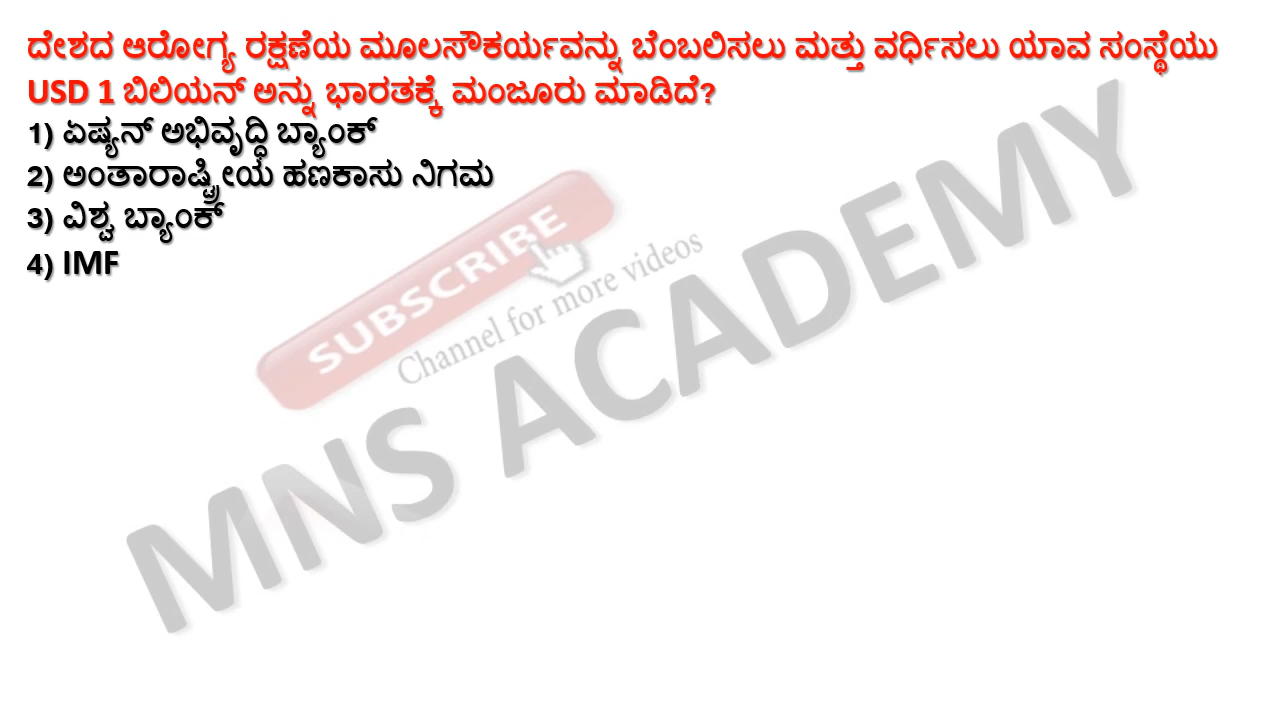 ದೇಶದ ಆರೋಗ್ಯ ರಕ್ಷಣೆಯ ಮೂಲಸೌಕರ್ಯವನ್ನು ಬೆಂಬಲಿಸಲು ಮತ್ತು ವರ್ಧಿಸಲು ಯಾವ ಸಂಸ್ಥೆಯು
USD 1 ಬಿಲಿಯನ್ ಅನ್ನು ಭಾರತಕ್ಕೆ ಮಂಜೂರು ಮಾಡಿದೆ?
1) ಏಷ್ಯನ್ ಅಭಿವೃದ್ಧಿ ಬ್ಯಾಂಕ್
2) ಅಂತಾರಾಷ್ಟ್ರೀಯ ಹಣಕಾಸು ನಿಗಮ
3) ವಿಶ್ವ ಬ್ಯಾಂಕ್
4) IMF
SUBSCRIBE
Channel for more videos
MNS ACADEMY